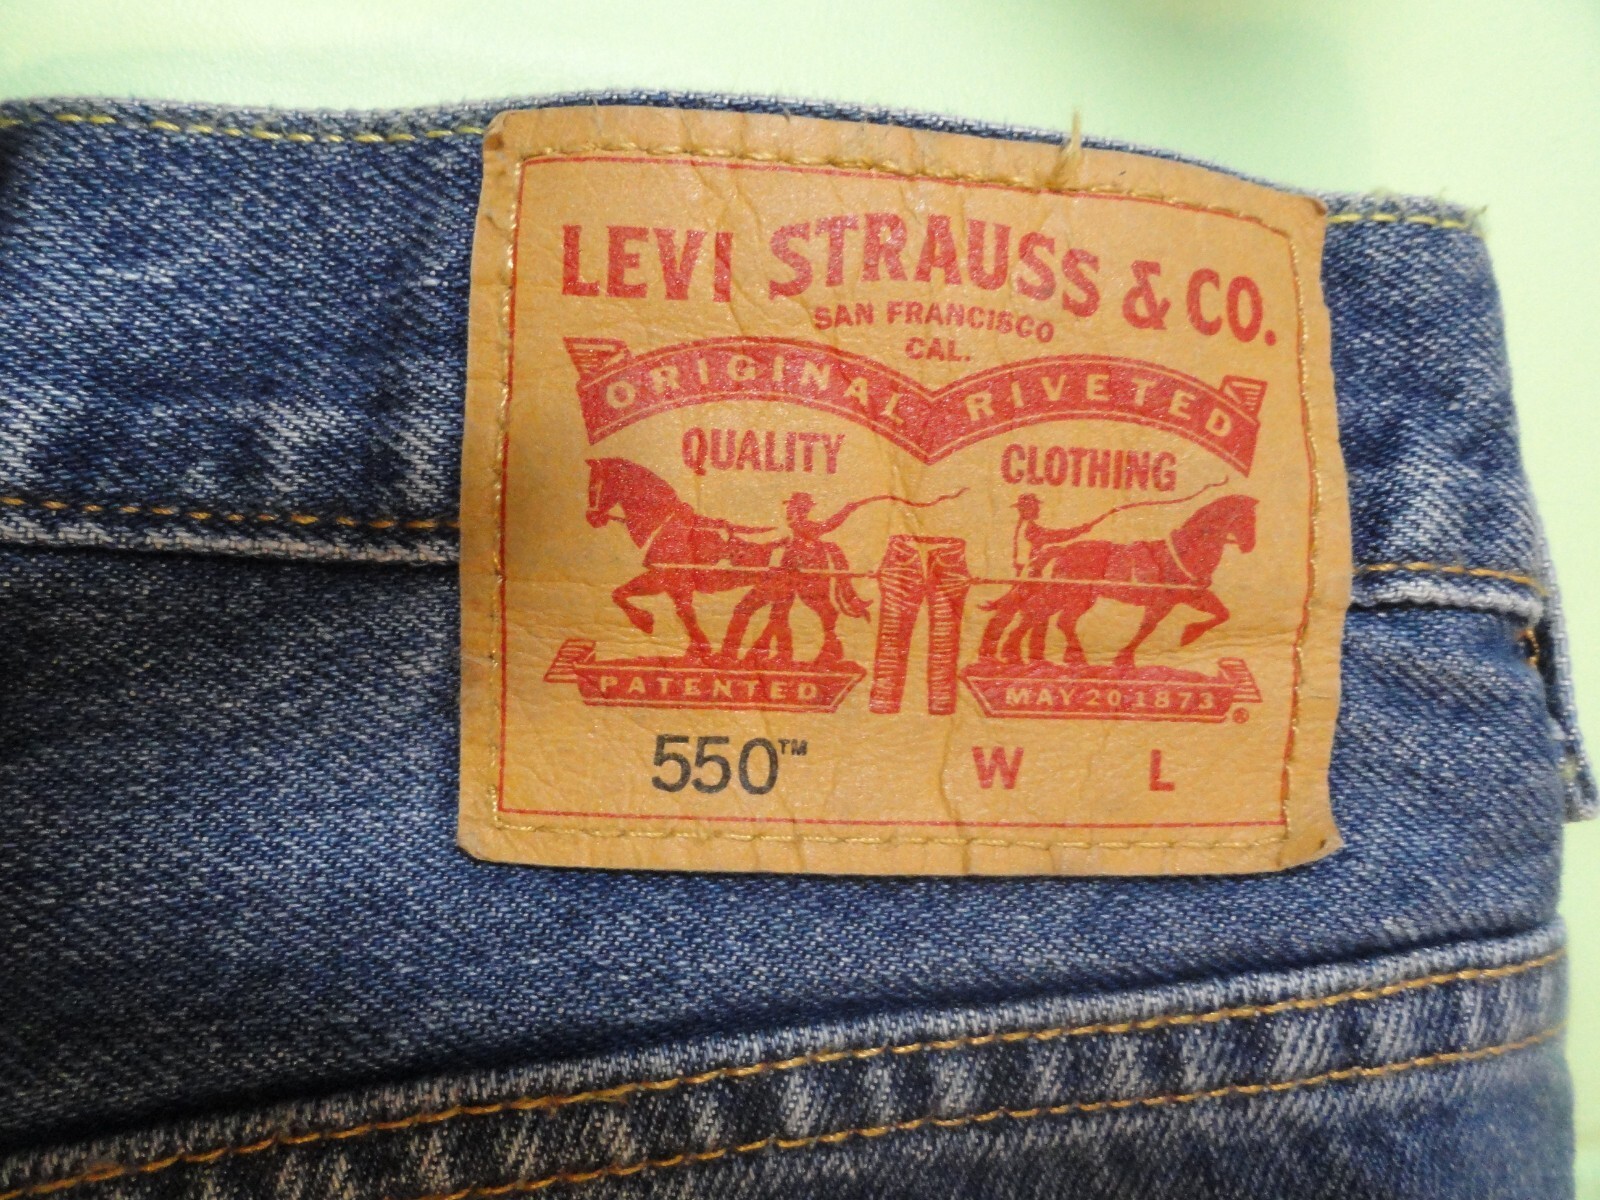 LEVI STRAUSS & CO.
SAN FRANCISCO
CAL.
ORIGINAL RIVETED
QUALITY CLOTHING
PATENTED MAY 20 1873 ®
550™ W L